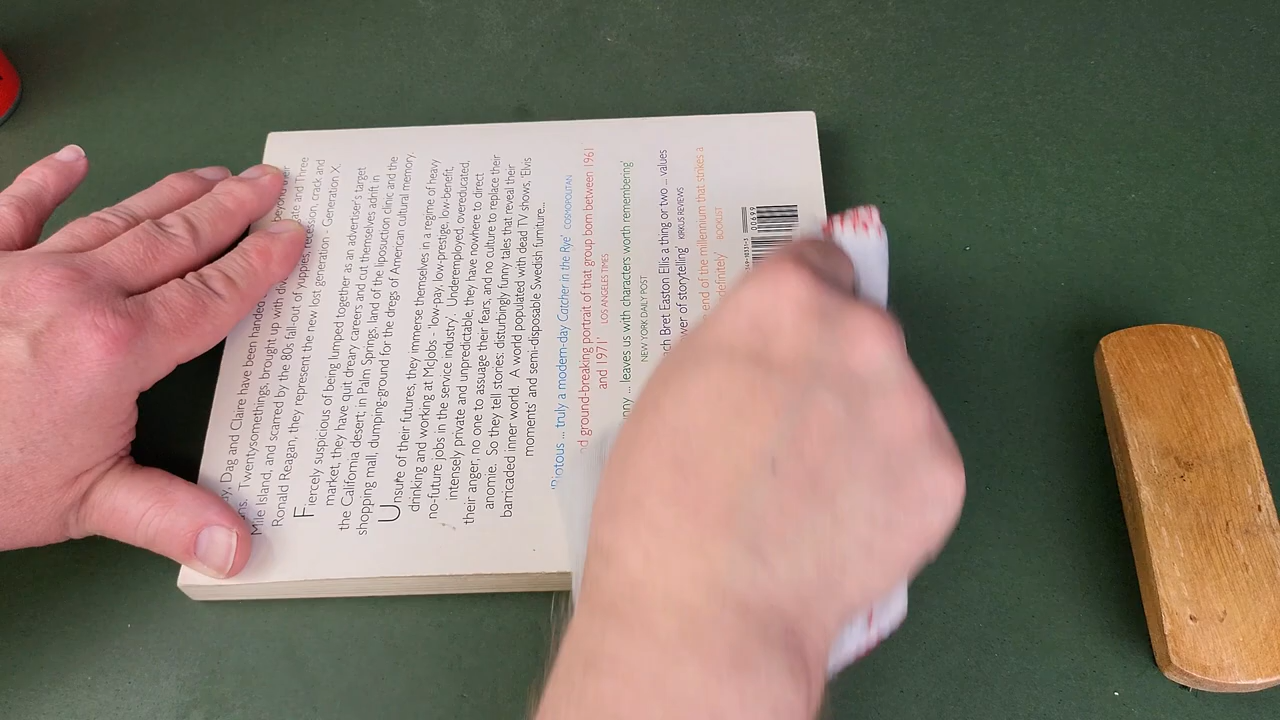 Dag and Claire have been handed
Twentysomethings, brought up with
Mile Island, and scarred by the 80s fall-out of yuppies, recession, crack and
Ronald Reagan, they represent the new lost generation - Generation X.
Fiercely suspicious of being lumped together as an advertiser's target
market, they have quit dreary careers and cut themselves adrift in
the California desert; in Palm Springs, land of the liposuction clinic and the
shopping mall, dumping-ground for the dregs of American cultural memory.
Unsure of their futures, they immerse themselves in a regime of heavy
drinking and working at McJobs: 'low-pay, low-prestige, low-benefit,
no-future jobs in the service industry'. Underemployed, overeducated,
intensely private and unpredictable, they have nowhere to direct
their anger, no one to assuage their fears, and no culture to replace their
anomie. So they tell stories: disturbingly funny tales that reveal their
barricaded inner world. A world populated with dead TV shows, 'Elvis
moments' and semi-disposable Swedish furniture...
'Riotous ... truly a modern-day Catcher in the Rye' COSMOPOLITAN
ground-breaking portrait of that group born between 1961
and 1971' LOS ANGELES TIMES
leaves us with characters worth remembering'
NEW YORK DAILY POST
Bret Easton Ellis a thing or two ... values
of storytelling' KIRKUS REVIEWS
end of the millennium that strikes a
definitely' BOOKLIST
00699